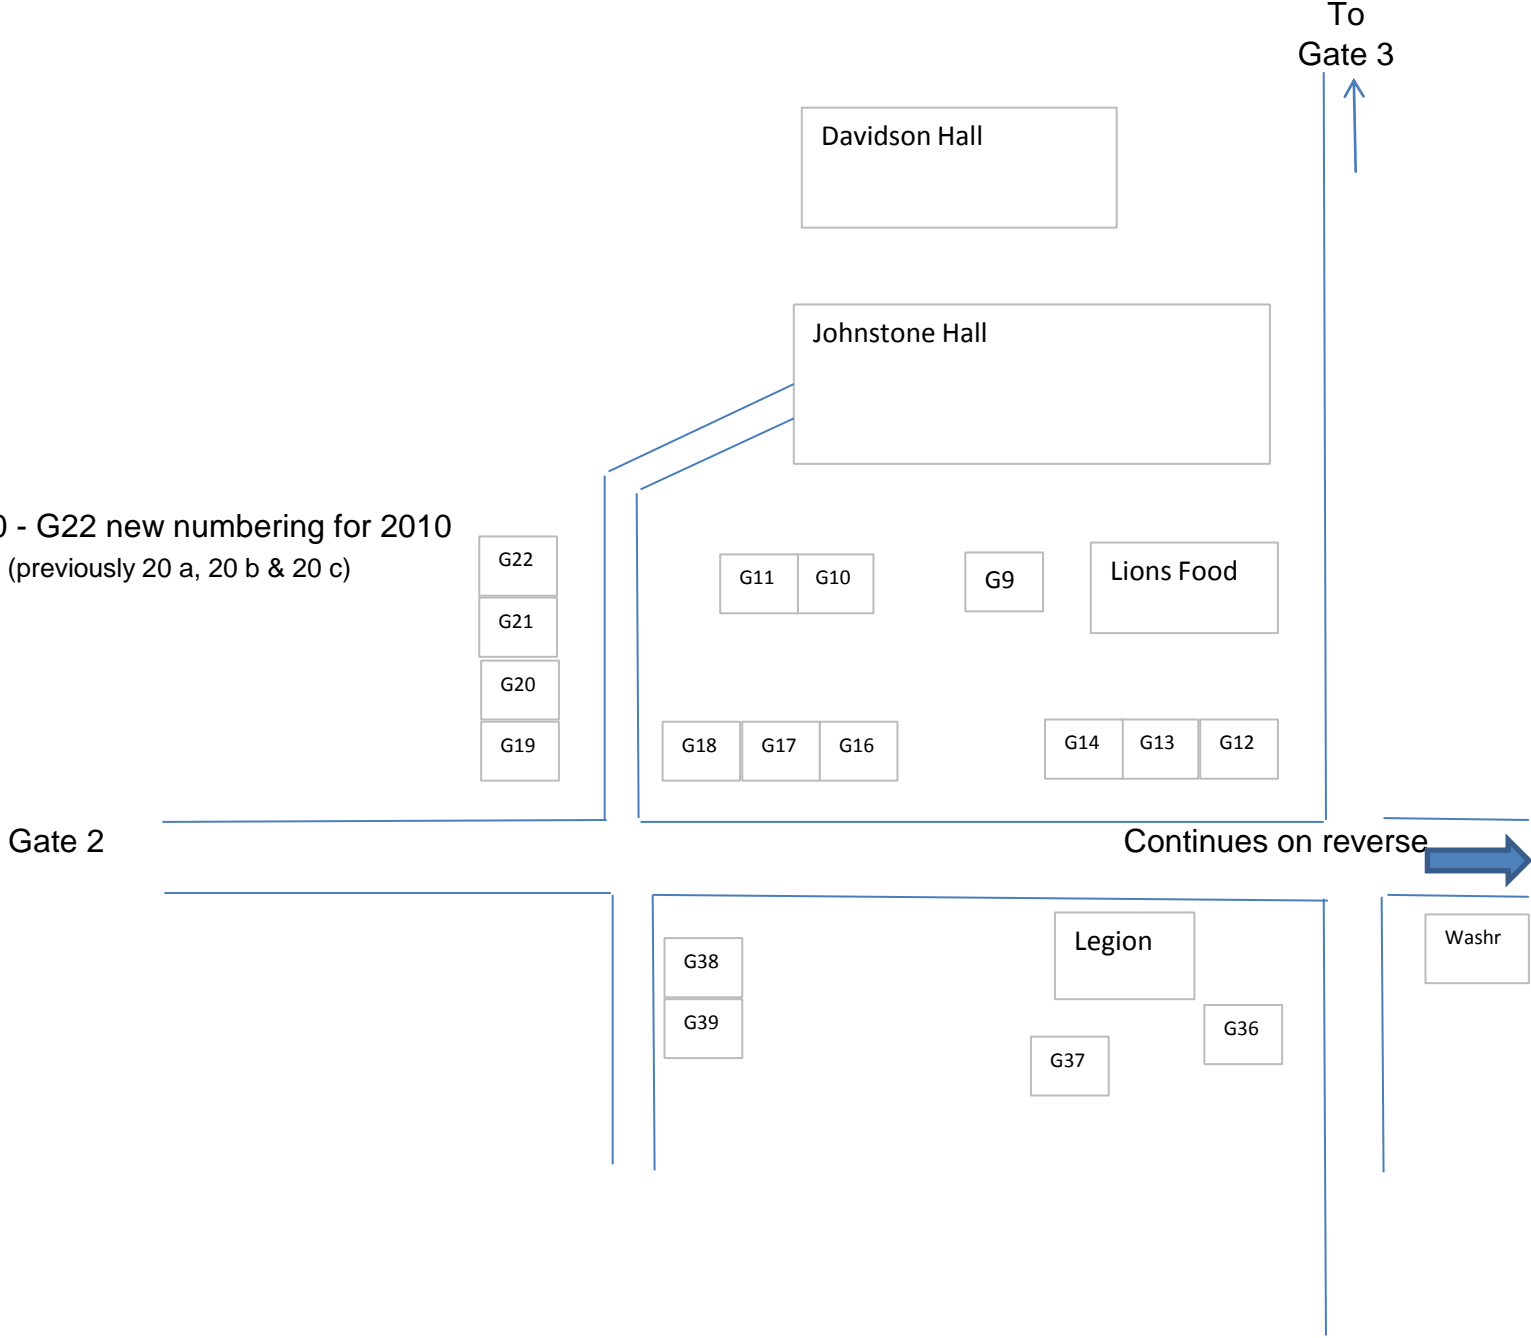 To
Gate 3
Davidson Hall
Johnstone Hall
0 - G22 new numbering for 2010
(previously 20 a, 20 b & 20 c)
G22
G11
G10
G9
Lions Food
G21
G20
G19
G18
G17
G16
G14
G13
G12
Gate 2
Continues on reverse
G38
Legion
Washr
G39
G36
G37